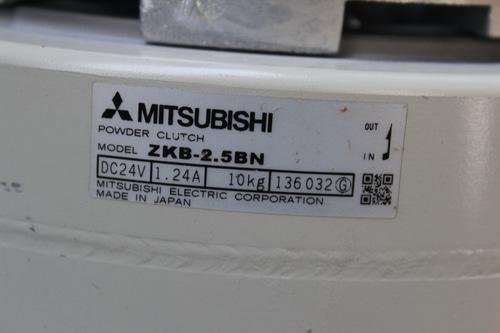 MITSUBISHI
POWDER CLUTCH
MODEL ZKB-2.5BN
DC24V 1.24A 10kg 136032Ⓖ
MITSUBISHI ELECTRIC CORPORATION
MADE IN JAPAN
OUT
IN